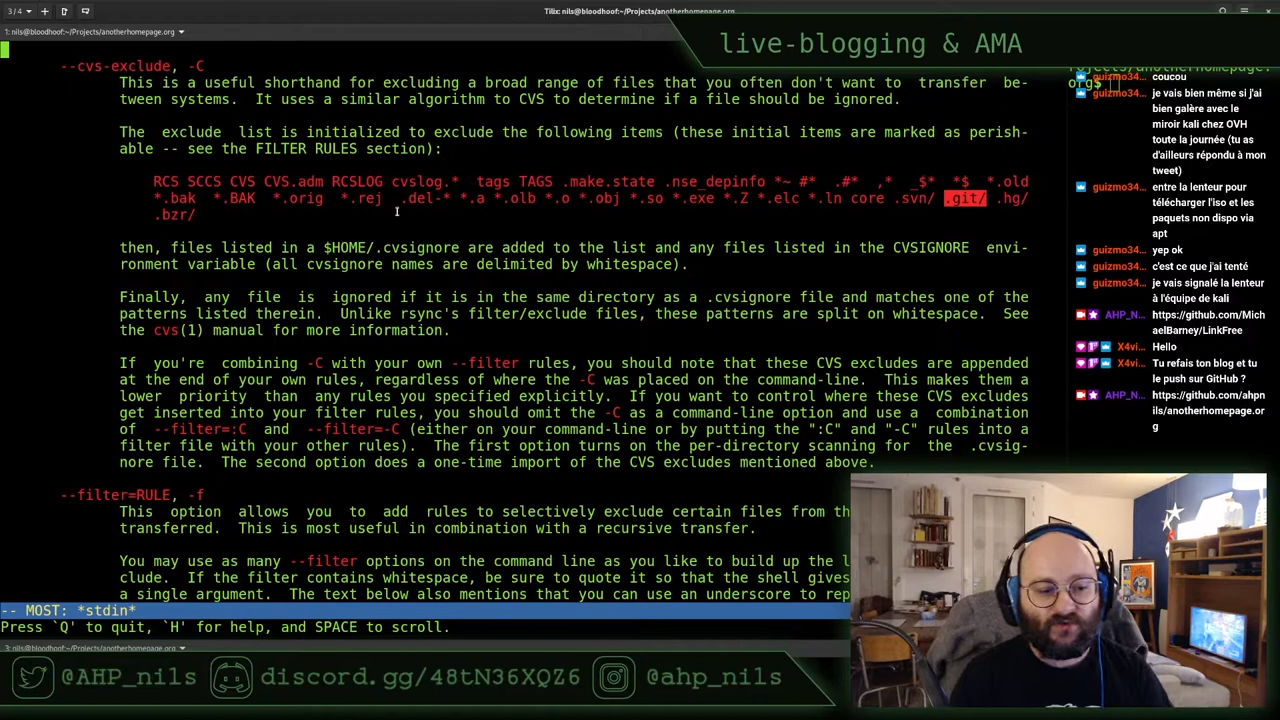 3/4
Tilix: nils@bloodhoof:~/Projects/anotherhomepage.org
1: nils@bloodhoof:~/Projects/anotherhomepage.org
live-blogging & AMA
--cvs-exclude, -C
This is a useful shorthand for excluding a broad range of files that you often don't want to transfer be-
tween systems. It uses a similar algorithm to CVS to determine if a file should be ignored.
The exclude list is initialized to exclude the following items (these initial items are marked as perish-
able -- see the FILTER RULES section):
RCS SCCS CVS CVS.adm RCSLOG cvslog.* tags TAGS .make.state .nse_depinfo *~ #* .#* ,* _$* *$ *.old
*.bak *.BAK *.orig *.rej .del-* *.a *.olb *.o *.obj *.so *.exe *.Z *.elc *.ln core .svn/ .git/ .hg/
.bzr/
then, files listed in a $HOME/.cvsignore are added to the list and any files listed in the CVSIGNORE envi-
ronment variable (all cvsignore names are delimited by whitespace).
Finally, any file is ignored if it is in the same directory as a .cvsignore file and matches one of the
patterns listed therein. Unlike rsync's filter/exclude files, these patterns are split on whitespace. See
the cvs(1) manual for more information.
If you're combining -C with your own --filter rules, you should note that these CVS excludes are appended
at the end of your own rules, regardless of where the -C was placed on the command-line. This makes them a
lower priority than any rules you specified explicitly. If you want to control where these CVS excludes
get inserted into your filter rules, you should omit the -C as a command-line option and use a combination
of --filter=:C and --filter=-C (either on your command-line or by putting the ":C" and "-C" rules into a
filter file with your other rules). The first option turns on the per-directory scanning for the .cvsig-
nore file. The second option does a one-time import of the CVS excludes mentioned above.
--filter=RULE, -f
This option allows you to add rules to selectively exclude certain files from th
transferred. This is most useful in combination with a recursive transfer.
You may use as many --filter options on the command line as you like to build up the l
clude. If the filter contains whitespace, be sure to quote it so that the shell gives
a single argument. The text below also mentions that you can use an underscore to rep
-- MOST: *stdin*
Press `Q' to quit, `H' for help, and SPACE to scroll.
3: nils@bloodhoof:~/Projects/anotherhomepage.org
org$
guizmo34... coucou
guizmo34... je vais bien même si j'ai
bien galère avec le
miroir kali chez OVH
toute la journée (tu as
d'ailleurs répondu à mon
tweet)
guizmo34... entre la lenteur pour
télécharger l'iso et les
paquets non dispo via
apt
guizmo34... yep ok
guizmo34... c'est ce que j'ai tenté
guizmo34... je vais signalé la lenteur
à l'équipe de kali
AHP_N... https://github.com/Mich
aelBarney/LinkFree
X4vi... Hello
X4vi... Tu refais ton blog et tu
le push sur GitHub ?
AHP_N... https://github.com/ahpn
nils/anotherhomepage.or
g
@AHP_nils
discord.gg/48tN36XQZ6
@ahp_nils